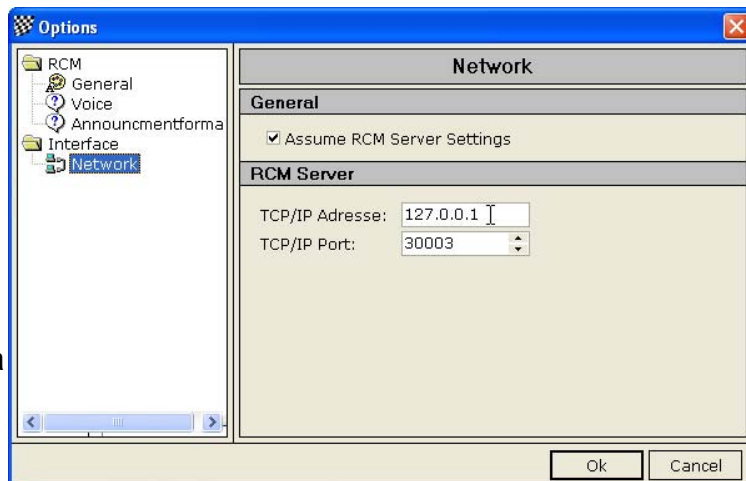 Options
RCM
General
Voice
Announcmentforma
Interface
Network
Network
General
Assume RCM Server Settings
RCM Server
TCP/IP Adresse: 127.0.0.1
TCP/IP Port: 30003
Ok Cancel